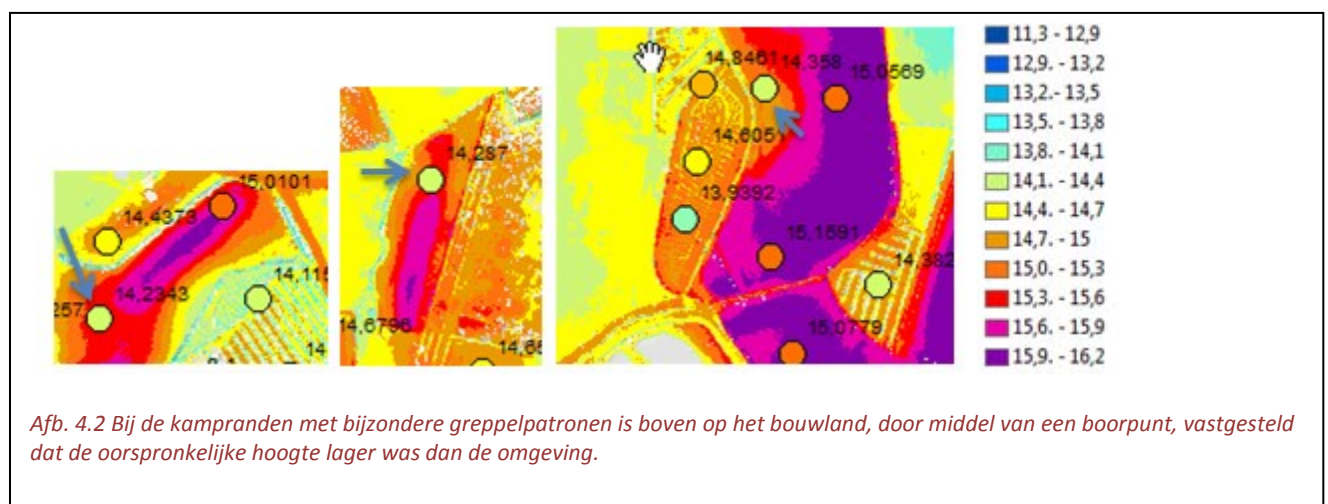 15,0101
14,4373
14,2343
257
14,115
14
14,287
14,6796
14,68
14,8461
14,358
15,0569
14,605
13,9392
15,1591
14,382
15,0779
11,3 - 12,9
12,9. - 13,2
13,2.- 13,5
13,5. - 13,8
13,8. - 14,1
14,1. - 14,4
14,4. - 14,7
14,7. - 15
15,0. - 15,3
15,3. - 15,6
15,6. - 15,9
15,9. - 16,2
Afb. 4.2 Bij de kampranden met bijzondere greppelpatronen is boven op het bouwland, door middel van een boorpunt, vastgesteld
dat de oorspronkelijke hoogte lager was dan de omgeving.